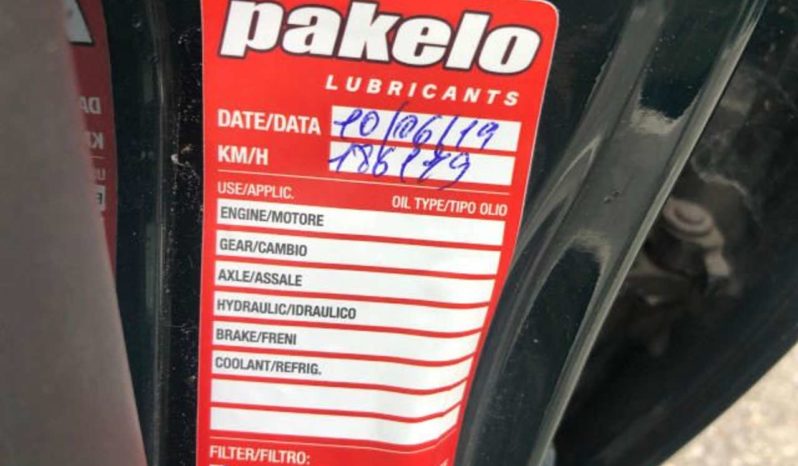 pakelo
LUBRICANTS
DATE/DATA 10/06/19
KM/H 186179
USE/APPLIC. OIL TYPE/TIPO OLIO
ENGINE/MOTORE
GEAR/CAMBIO
AXLE/ASSALE
HYDRAULIC/IDRAULICO
BRAKE/FRENI
COOLANT/REFRIG.
FILTER/FILTRO: